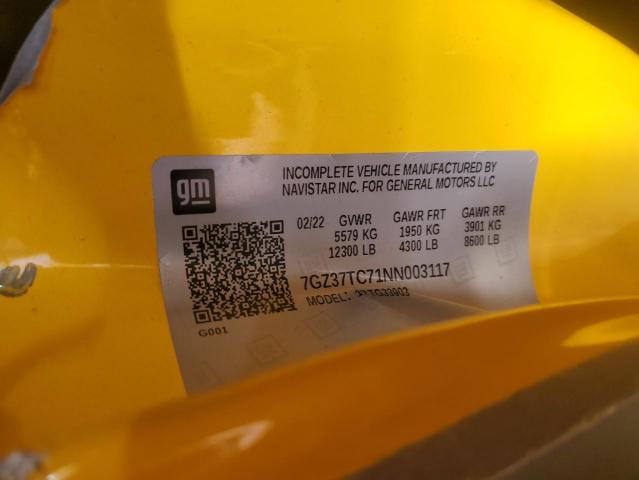 gm
INCOMPLETE VEHICLE MANUFACTURED BY
NAVISTAR INC. FOR GENERAL MOTORS LLC
02/22 GVWR GAWR FRT GAWR RR
5579 KG 1950 KG 3901 KG
12300 LB 4300 LB 8600 LB
7GZ37TC71NN003117
MODEL:
G001